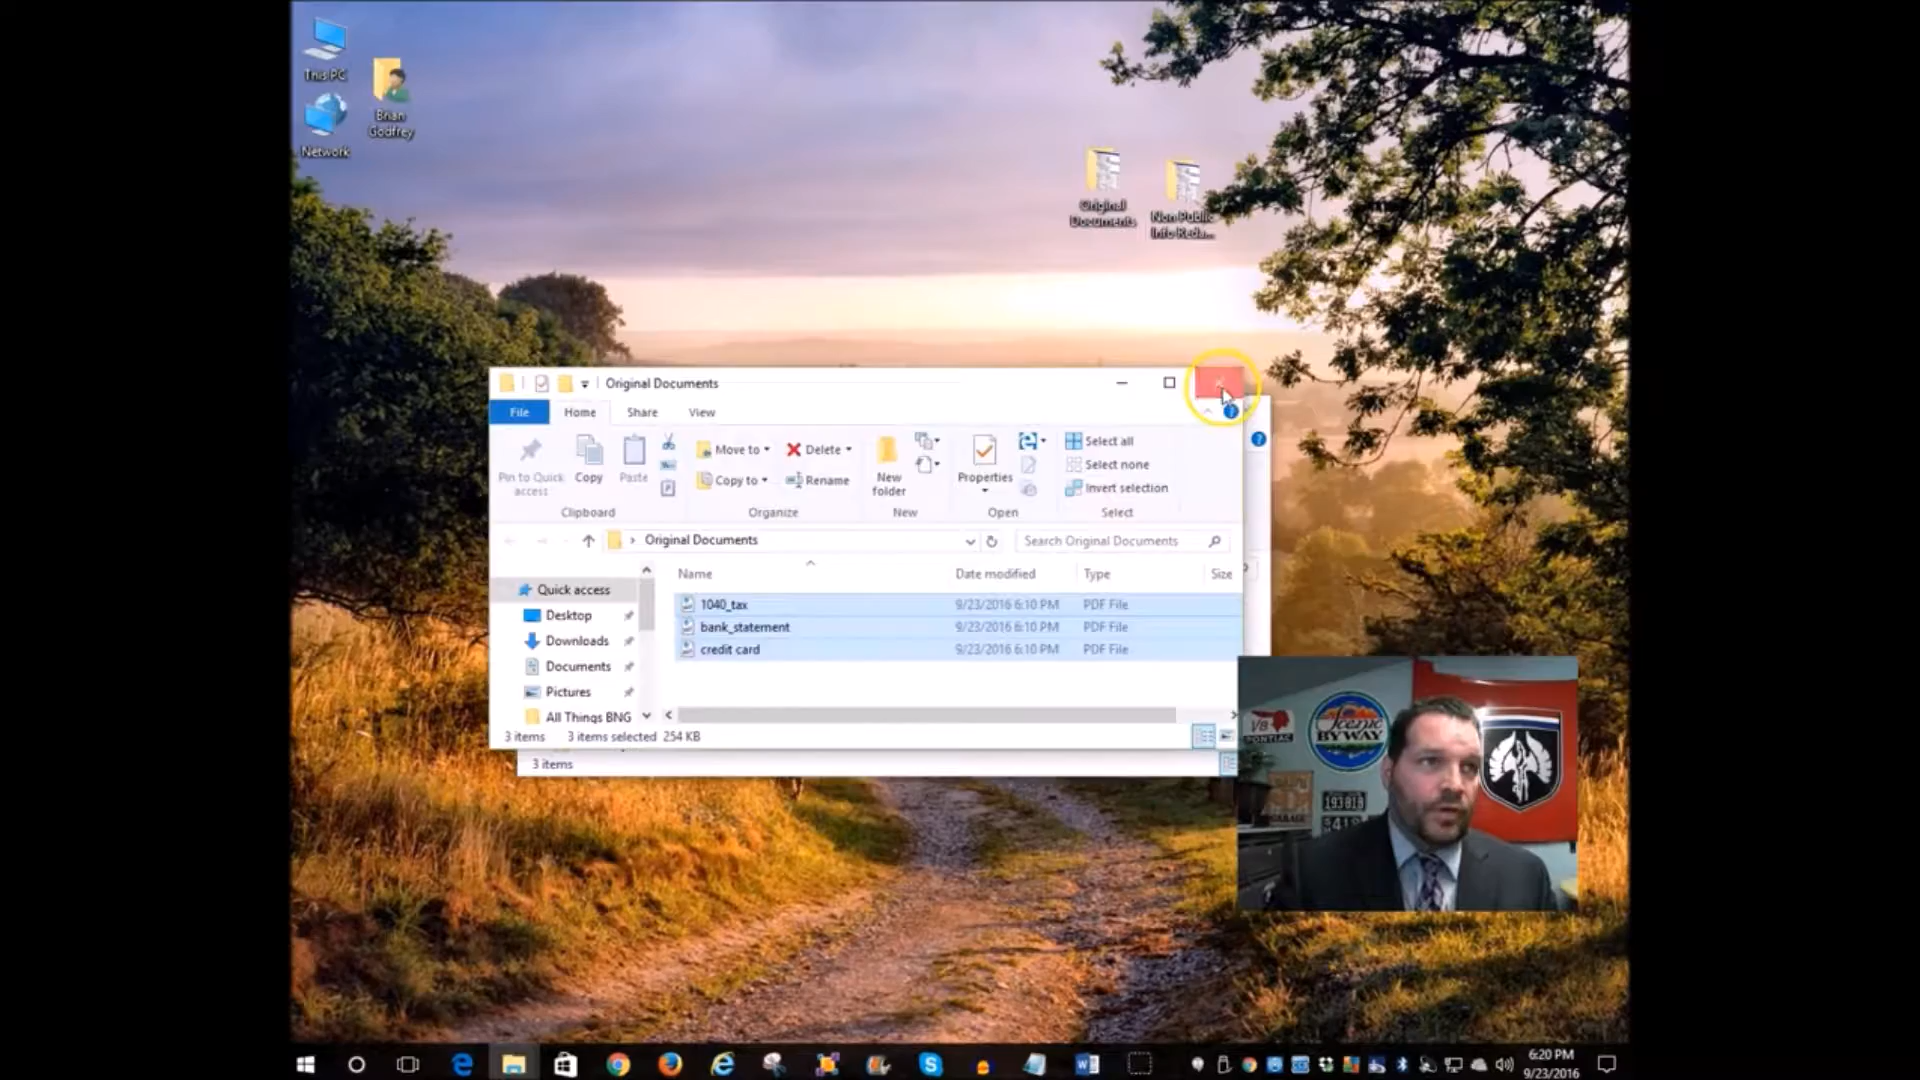 This PC
Brian
Godfrey
Network
Original
Documents
Non Public
Info Reda...
Original Documents
File
Home
Share
View
Pin to Quick
access
Copy
Paste
Move to
Copy to
Delete
Rename
New
folder
Properties
Select all
Select none
Invert selection
Clipboard
Organize
New
Open
Select
Original Documents
Search Original Documents
Name
Date modified
Type
Size
Quick access
Desktop
Downloads
Documents
Pictures
All Things BNG
1040_tax 9/23/2016 6:10 PM PDF File
bank_statement 9/23/2016 6:10 PM PDF File
credit card 9/23/2016 6:10 PM PDF File
3 items 3 items selected 254 KB
3 items
V8
PONTIAC
Scenic
BYWAY
GARAGE
19381B
6:20 PM
9/23/2016